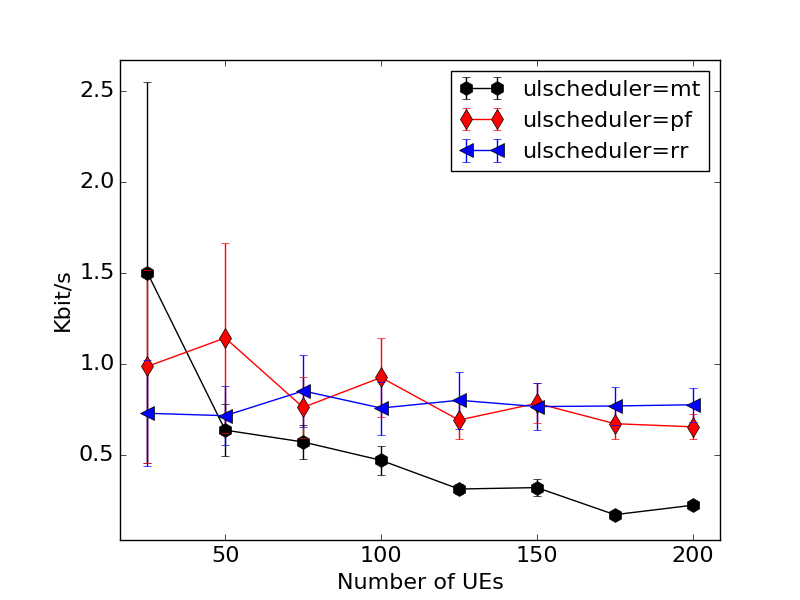 2.5
2.0
1.5
1.0
0.5
Kbit/s
ulscheduler=mt
ulscheduler=pf
ulscheduler=rr
50
100
150
200
Number of UEs